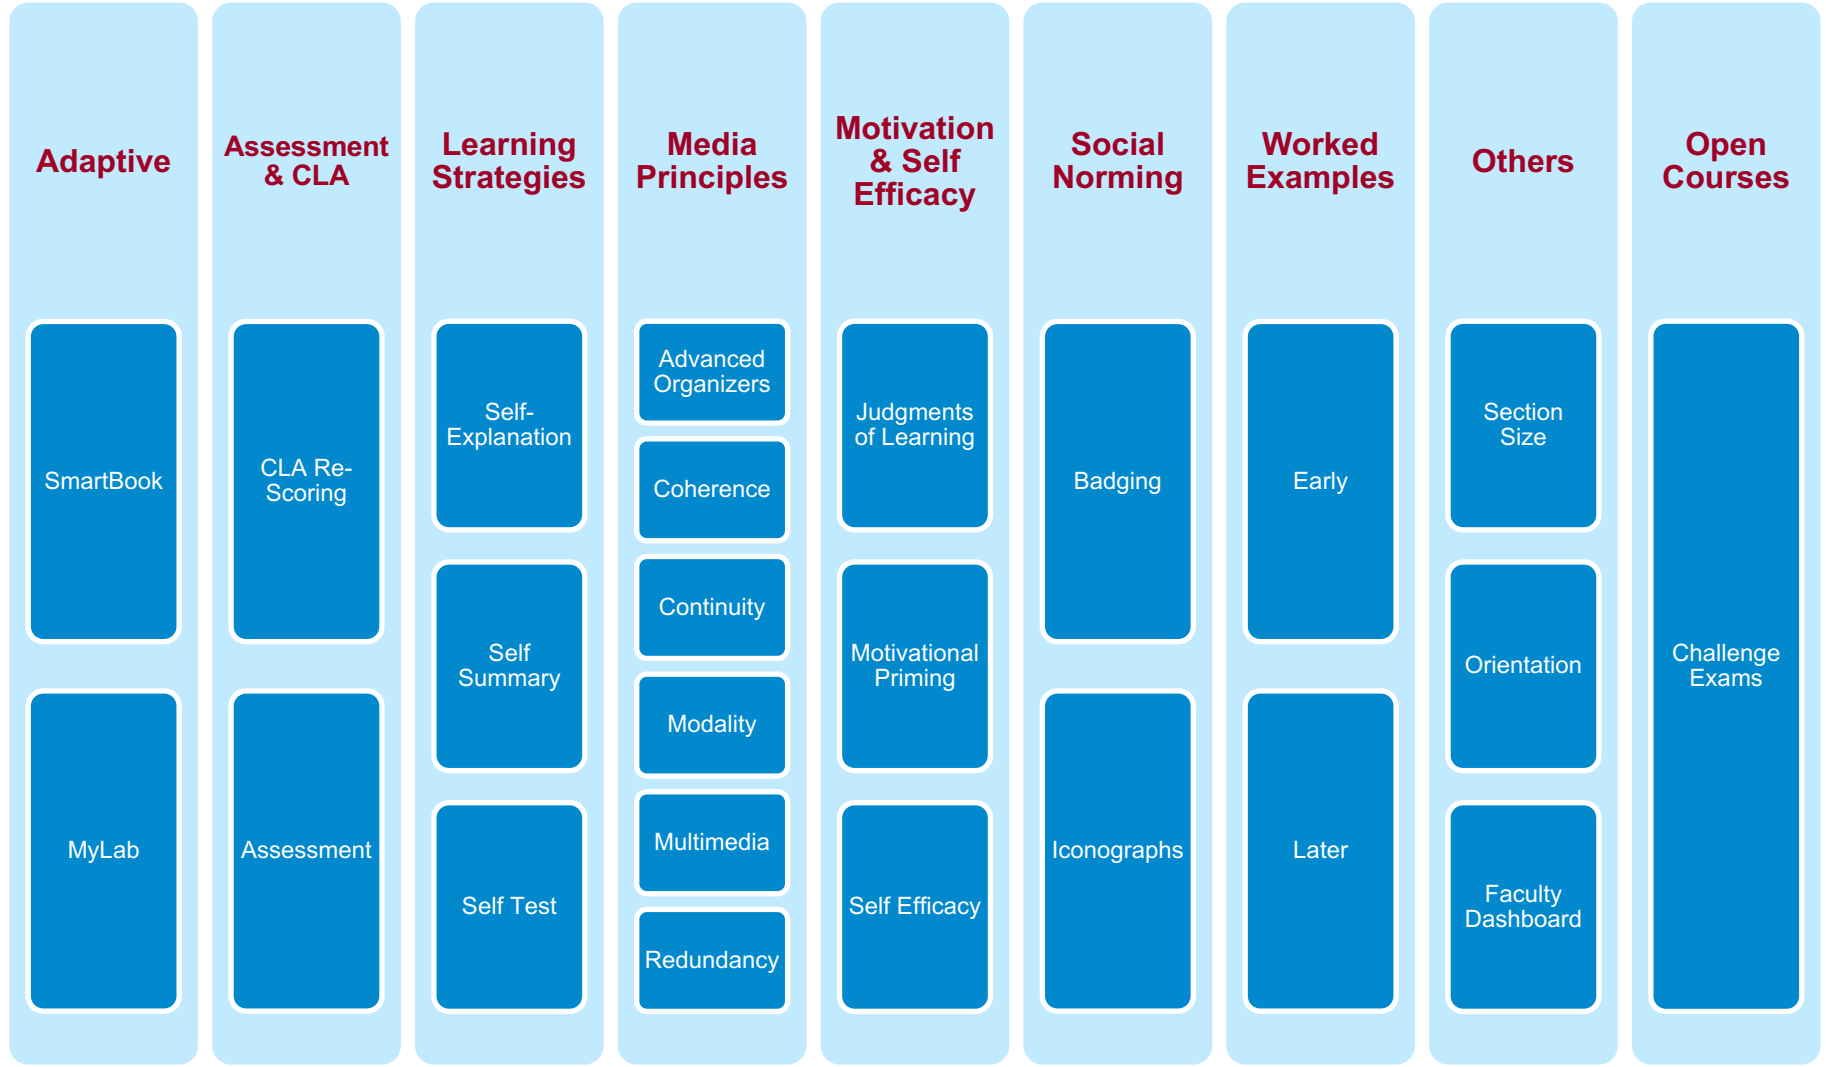 Adaptive
SmartBook
MyLab
Assessment
& CLA
CLA Re-
Scoring
Assessment
Learning
Strategies
Self-
Explanation
Self
Summary
Self Test
Media
Principles
Advanced
Organizers
Coherence
Continuity
Modality
Multimedia
Redundancy
Motivation
& Self
Efficacy
Judgments
of Learning
Motivational
Priming
Self Efficacy
Social
Norming
Badging
Iconographs
Worked
Examples
Early
Later
Others
Section
Size
Orientation
Faculty
Dashboard
Open
Courses
Challenge
Exams